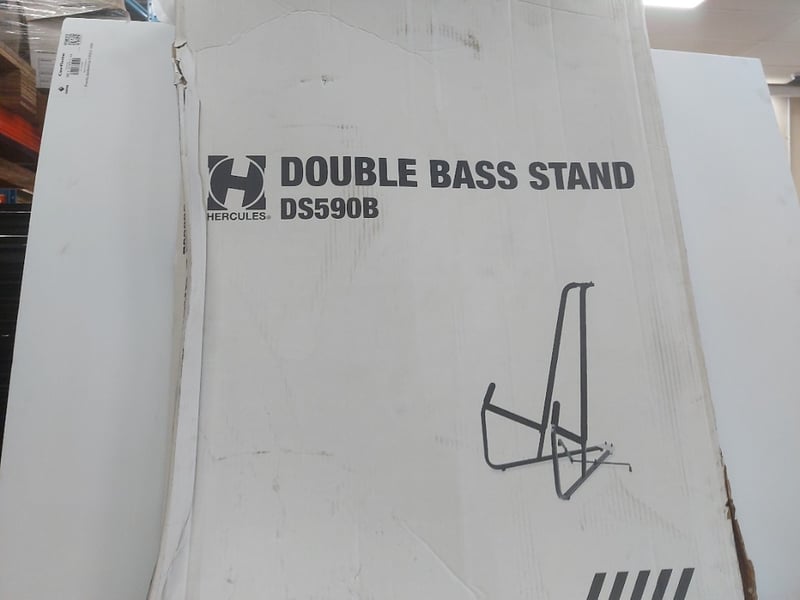 DOUBLE BASS STAND
HERCULES®
DS590B